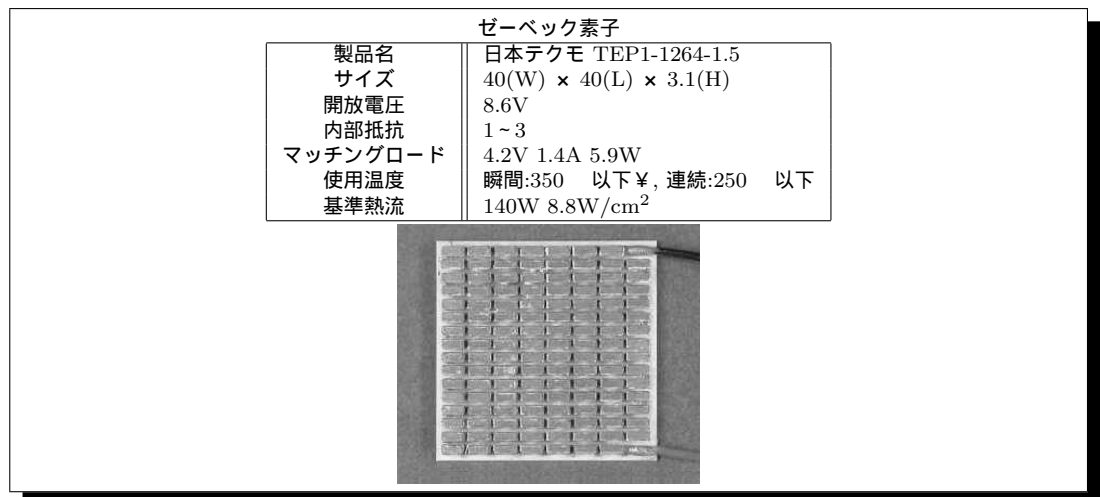 ゼーベック素子
製品名 日本テクモ TEP1-1264-1.5
サイズ 40(W) × 40(L) × 3.1(H)
開放電圧 8.6V
内部抵抗 1~3
マッチングロード 4.2V 1.4A 5.9W
使用温度 瞬間:350 以下¥, 連続:250 以下
基準熱流 140W 8.8W/cm²